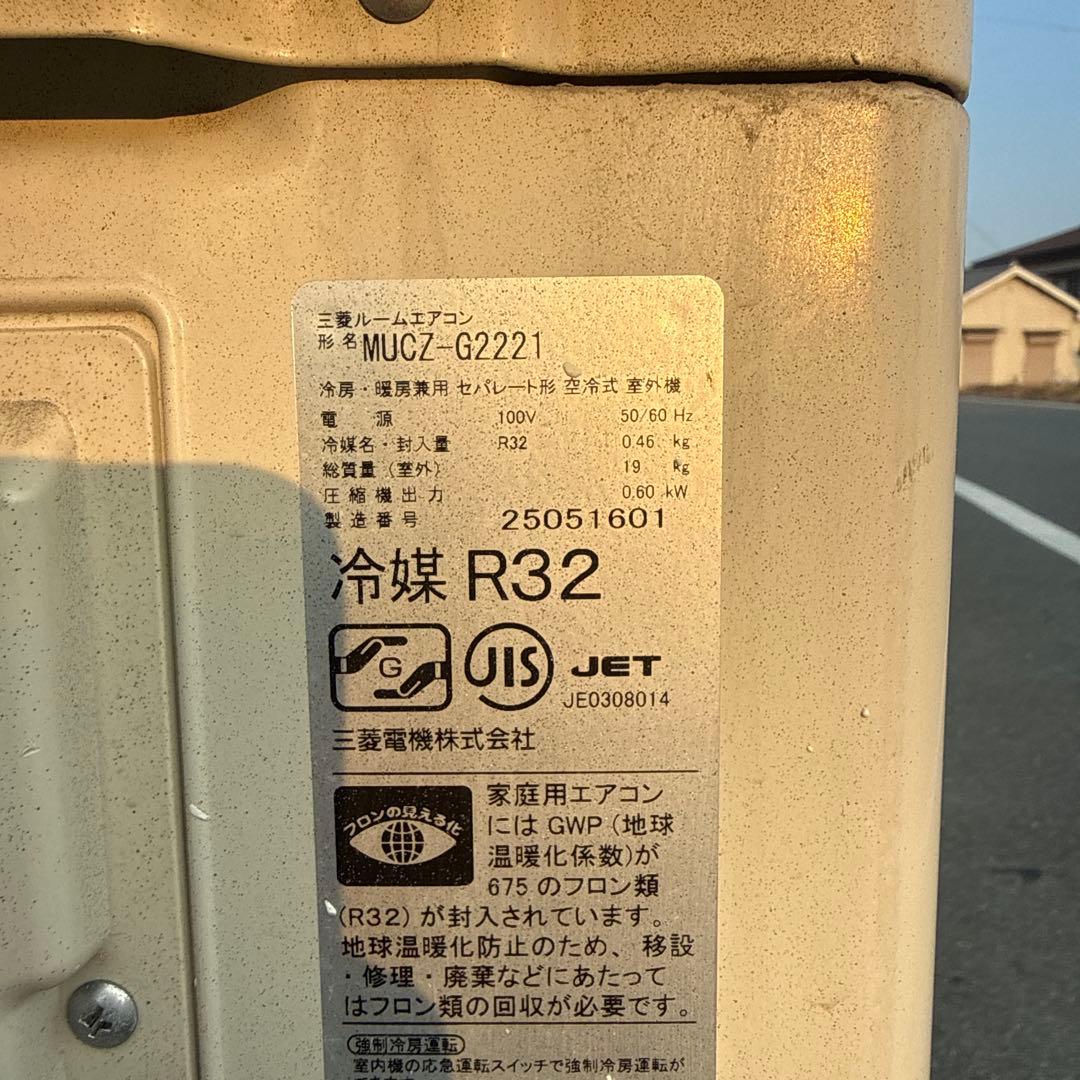 三菱ルームエアコン
形名 MUCZ-G2221
冷房・暖房兼用 セパレート形 空冷式 室外機
電 源 100V 50/60 Hz
冷媒名・封入量 R32 0.46 kg
総質量(室外) 19 kg
圧縮機出力 0.60 kW
製造番号 25051601
冷媒 R32
G JIS JET
JE0308014
三菱電機株式会社
フロンの見える化
家庭用エアコン
にはGWP(地球
温暖化係数)が
675のフロン類
(R32)が封入されています。
地球温暖化防止のため、移設
・修理・廃棄などにあたって
はフロン類の回収が必要です。
強制冷房運転
室内機の応急運転スイッチで強制冷房運転が